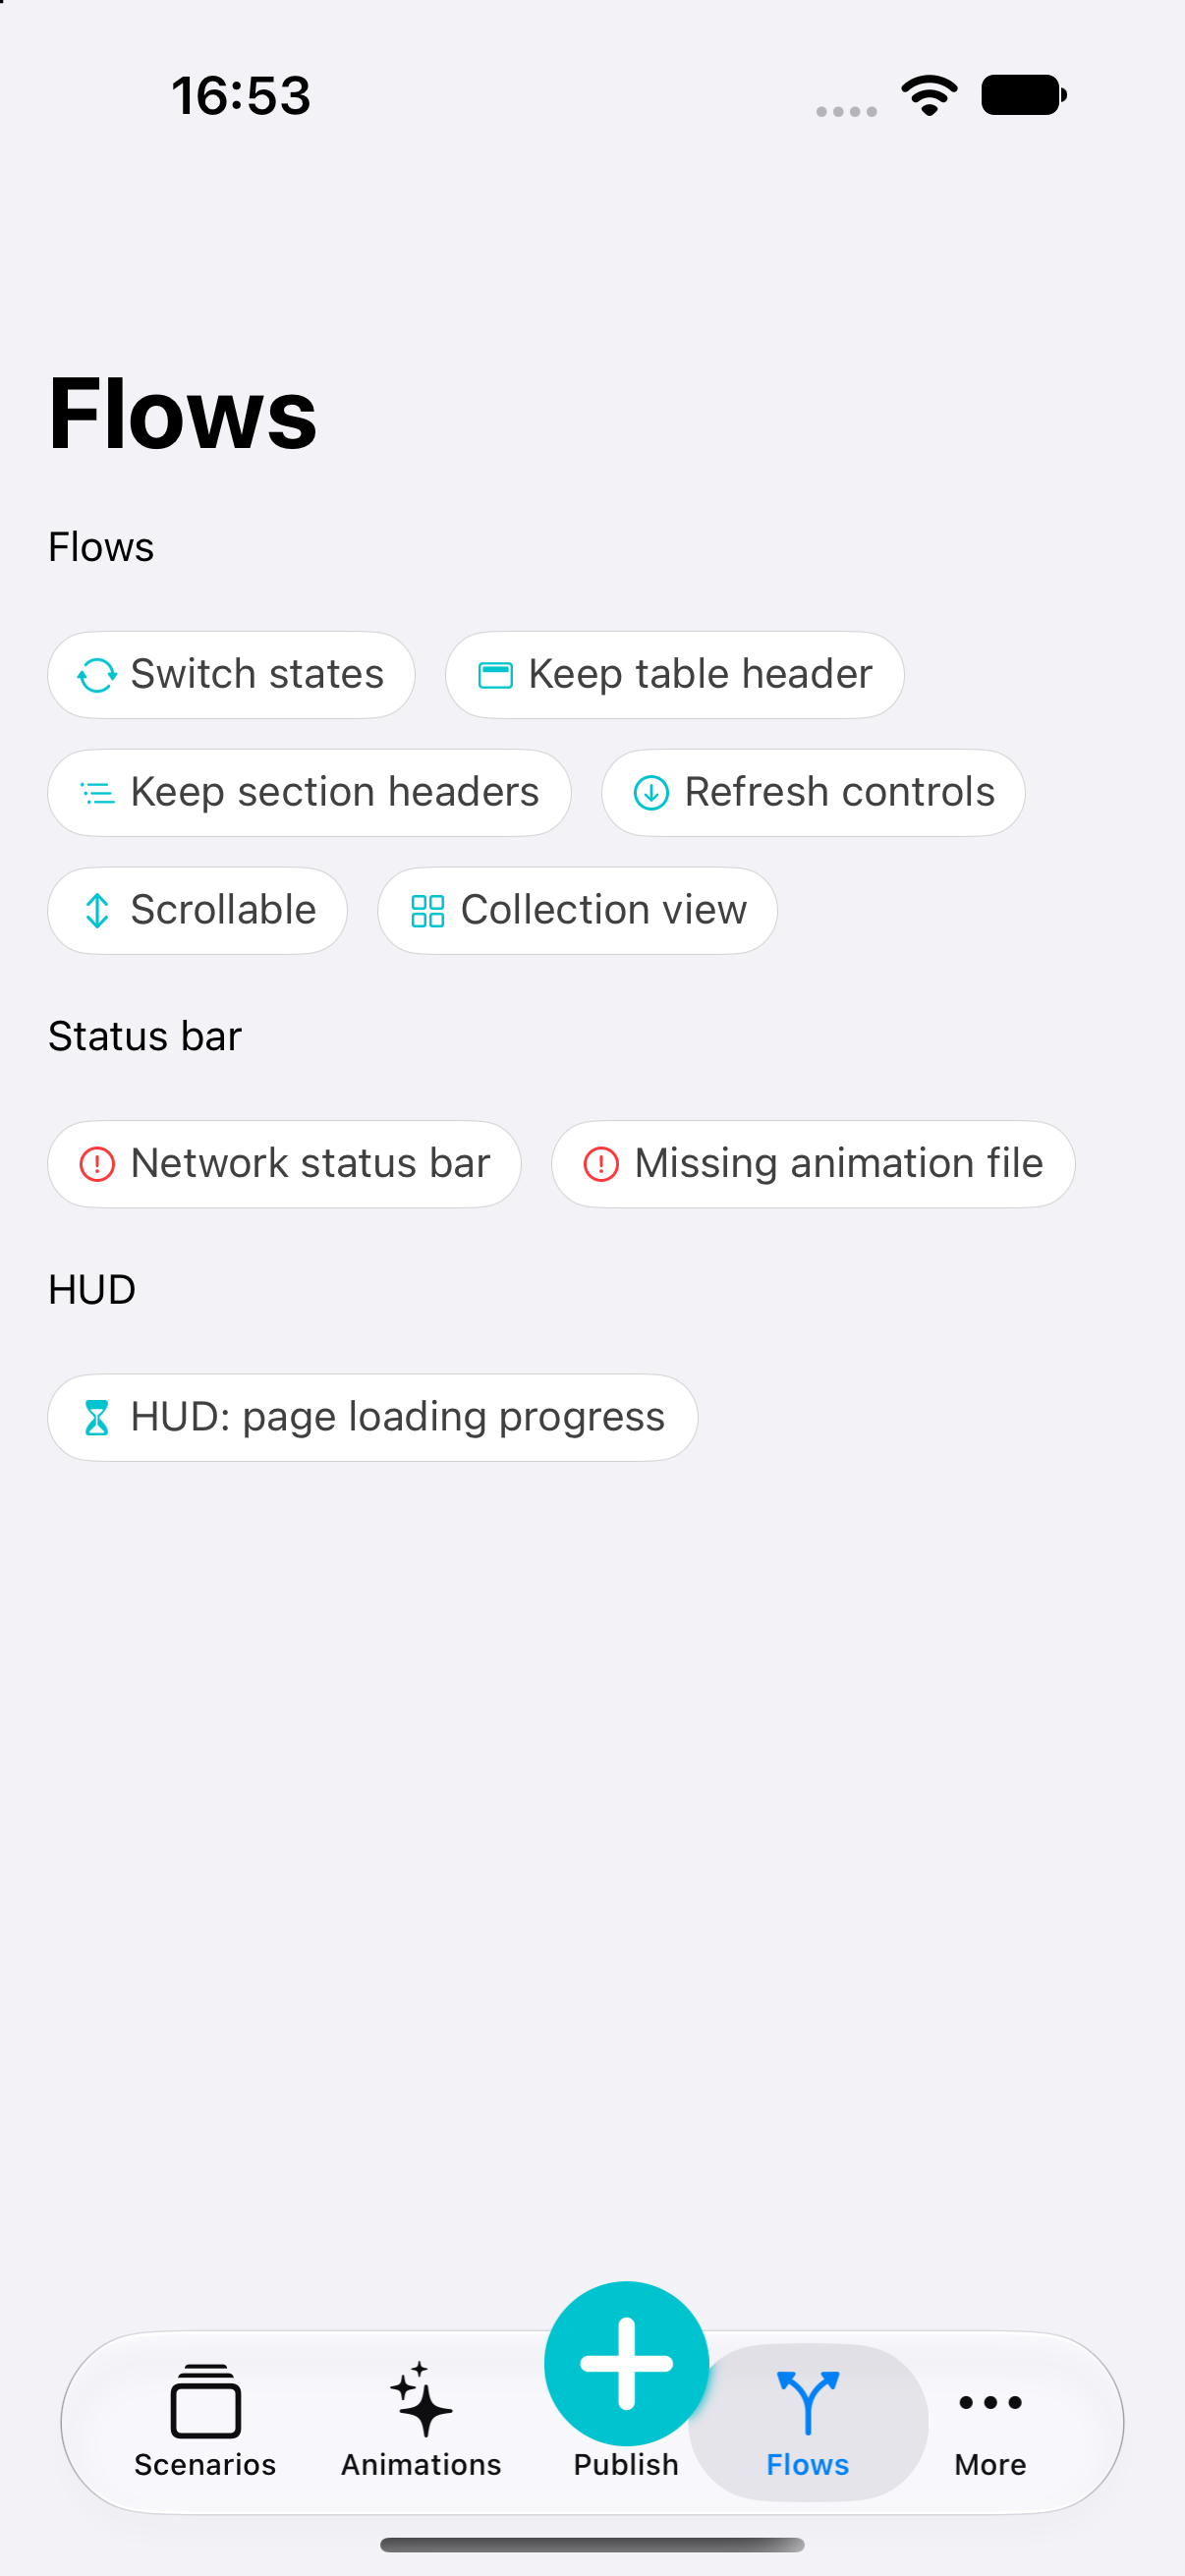 16:53
Flows
Flows
Switch states
Keep table header
Keep section headers
Refresh controls
Scrollable
Collection view
Status bar
Network status bar
Missing animation file
HUD
HUD: page loading progress
Scenarios
Animations
Publish
Flows
More